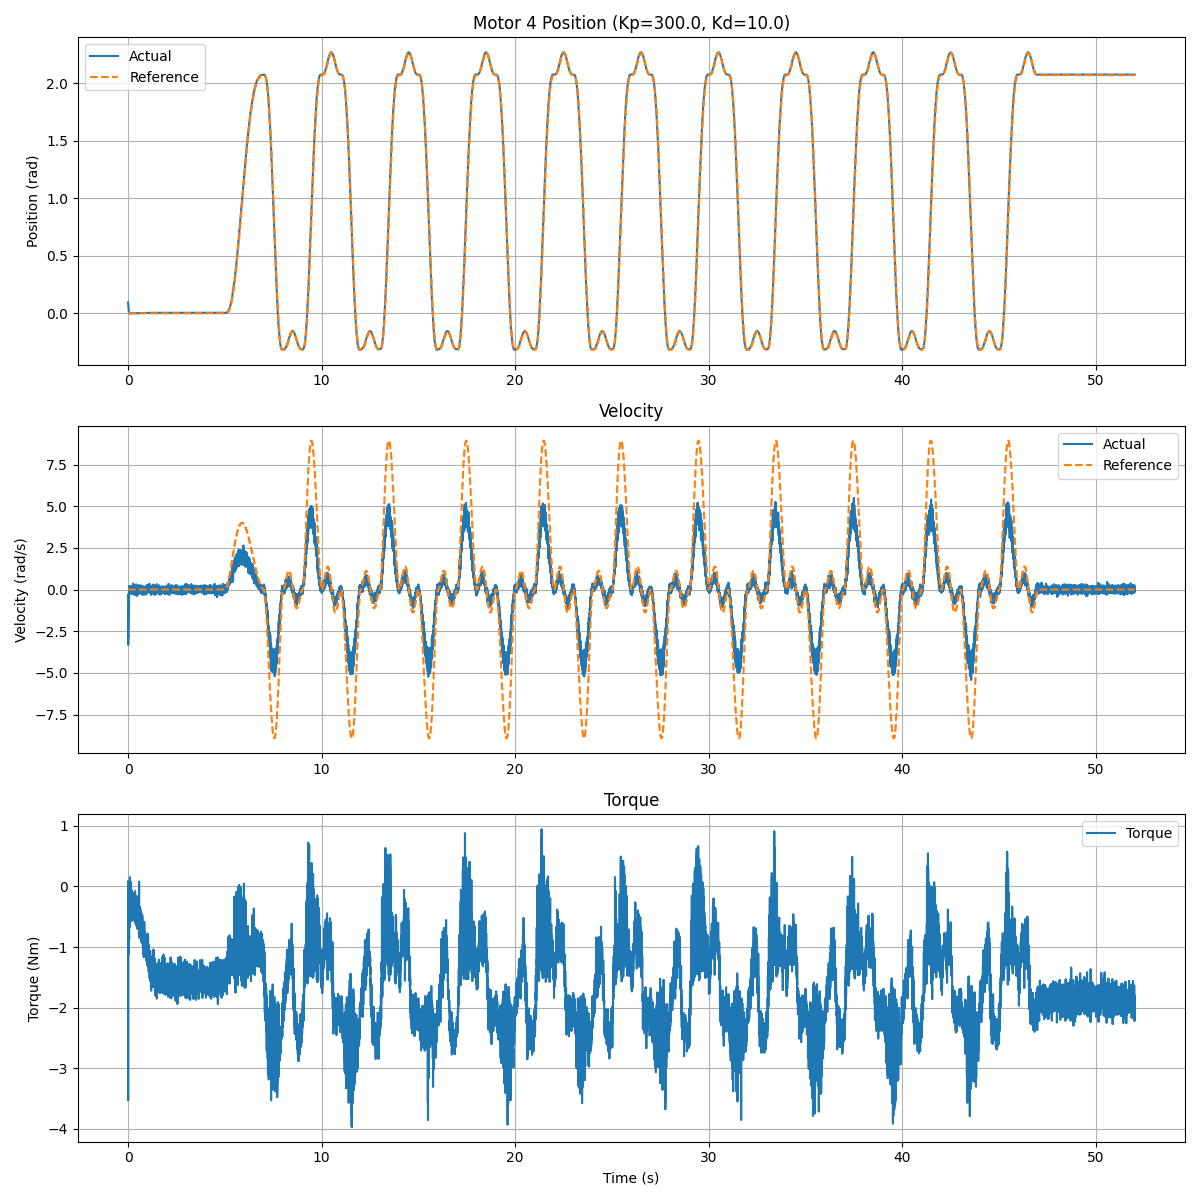 Motor 4 Position (Kp=300.0, Kd=10.0)
Actual
Reference
Position (rad)
2.0
1.5
1.0
0.5
0.0
0 10 20 30 40 50
Velocity
Actual
Reference
Velocity (rad/s)
7.5
5.0
2.5
0.0
−2.5
−5.0
−7.5
0 10 20 30 40 50
Torque
Torque
Torque (Nm)
1
0
−1
−2
−3
−4
0 10 20 30 40 50
Time (s)